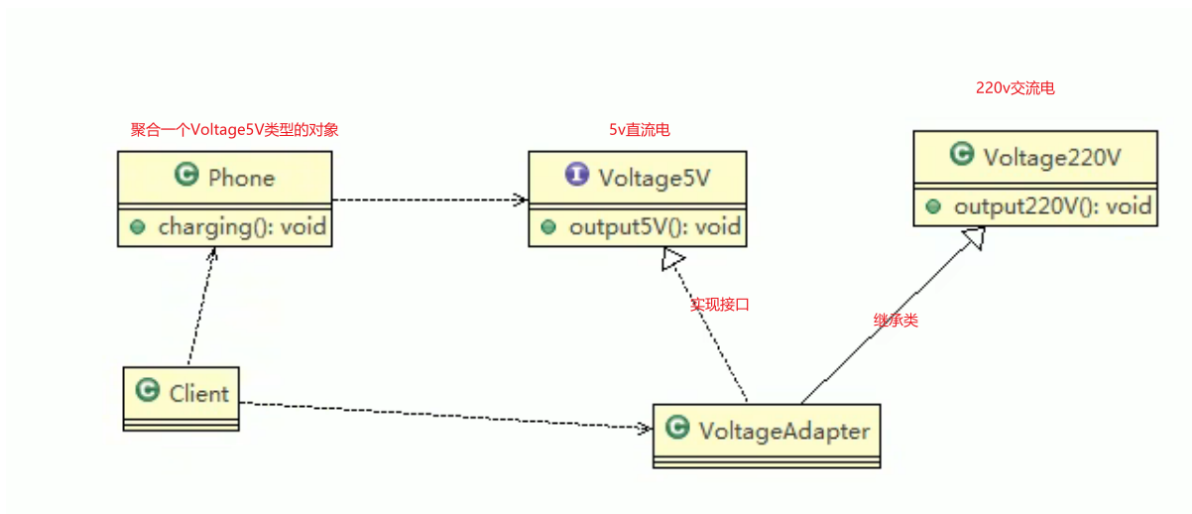 220v交流电
聚合一个Voltage5V类型的对象
5v直流电
C Phone
charging(): void
I Voltage5V
output5V(): void
C Voltage220V
output220V(): void
实现接口
继承类
C Client
C VoltageAdapter